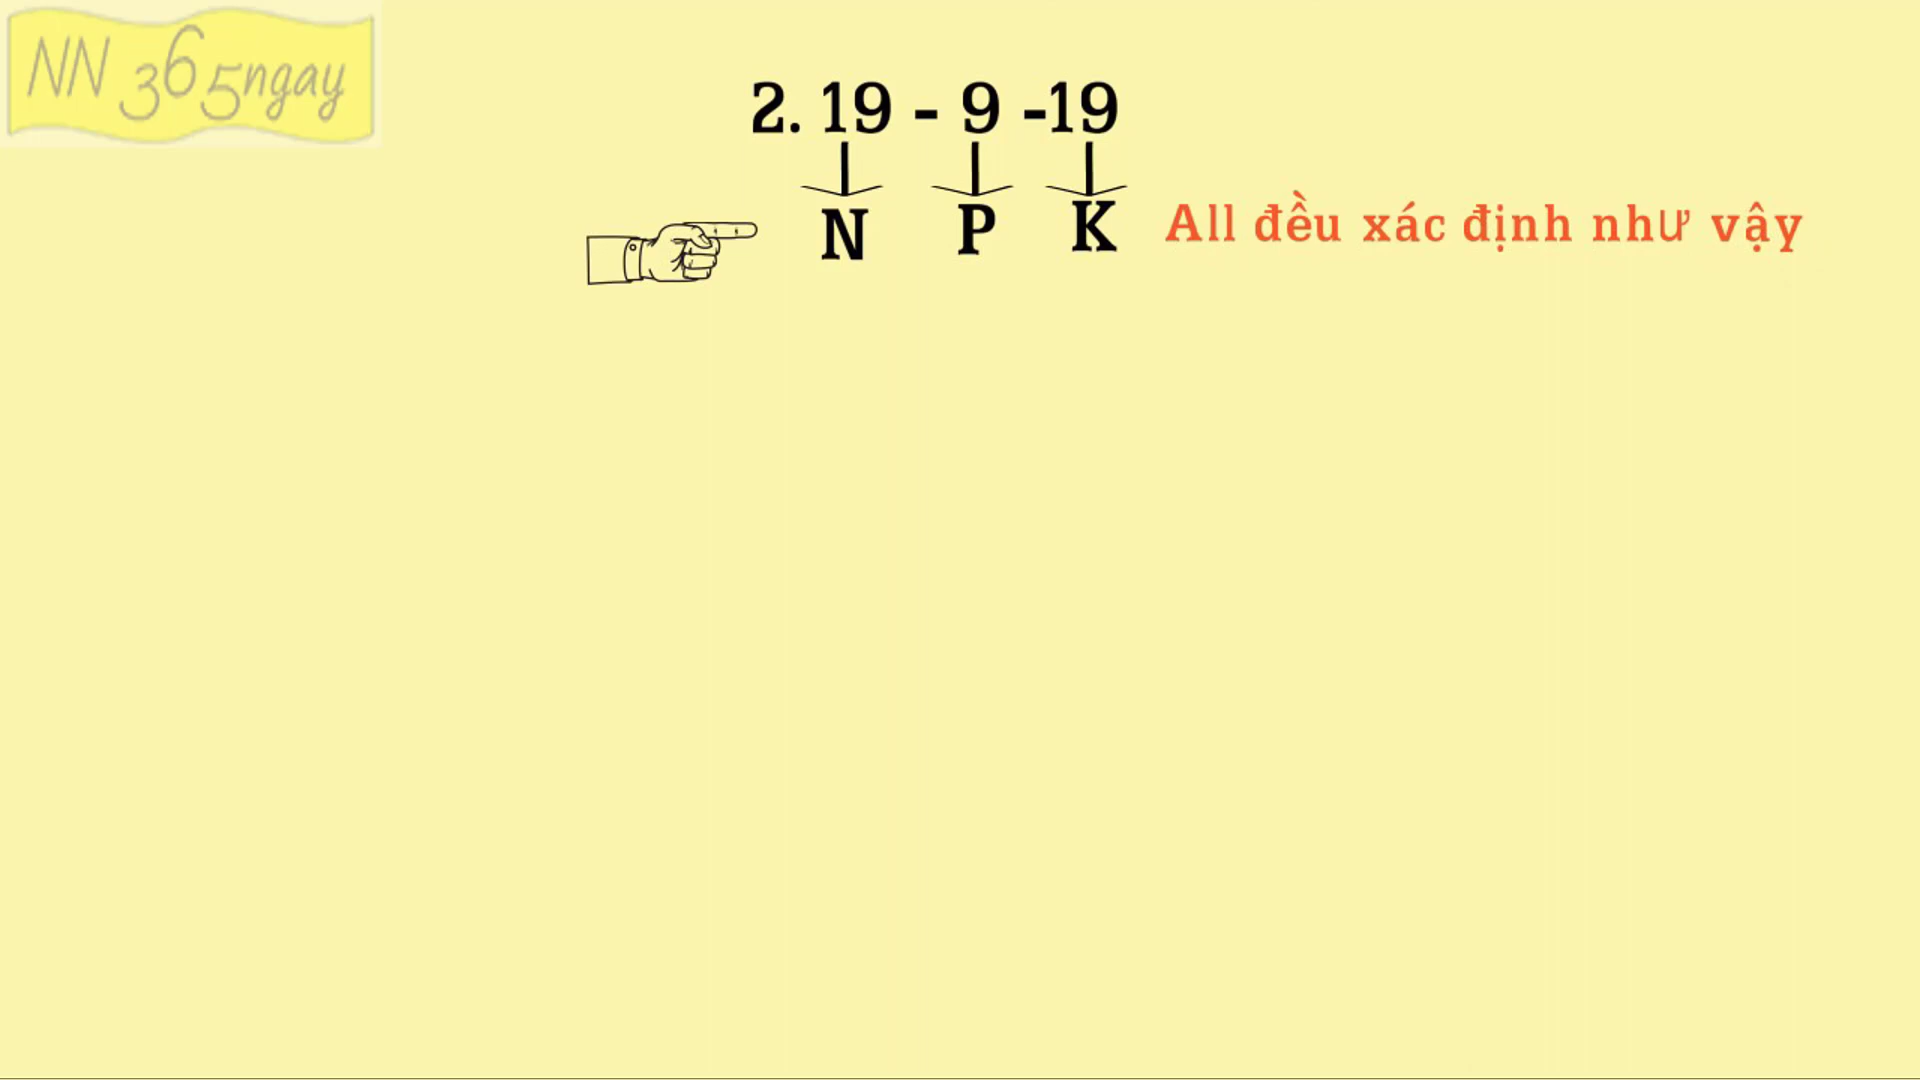 NN 365ngay
2. 19 - 9 -19
N P K All đều xác định như vậy